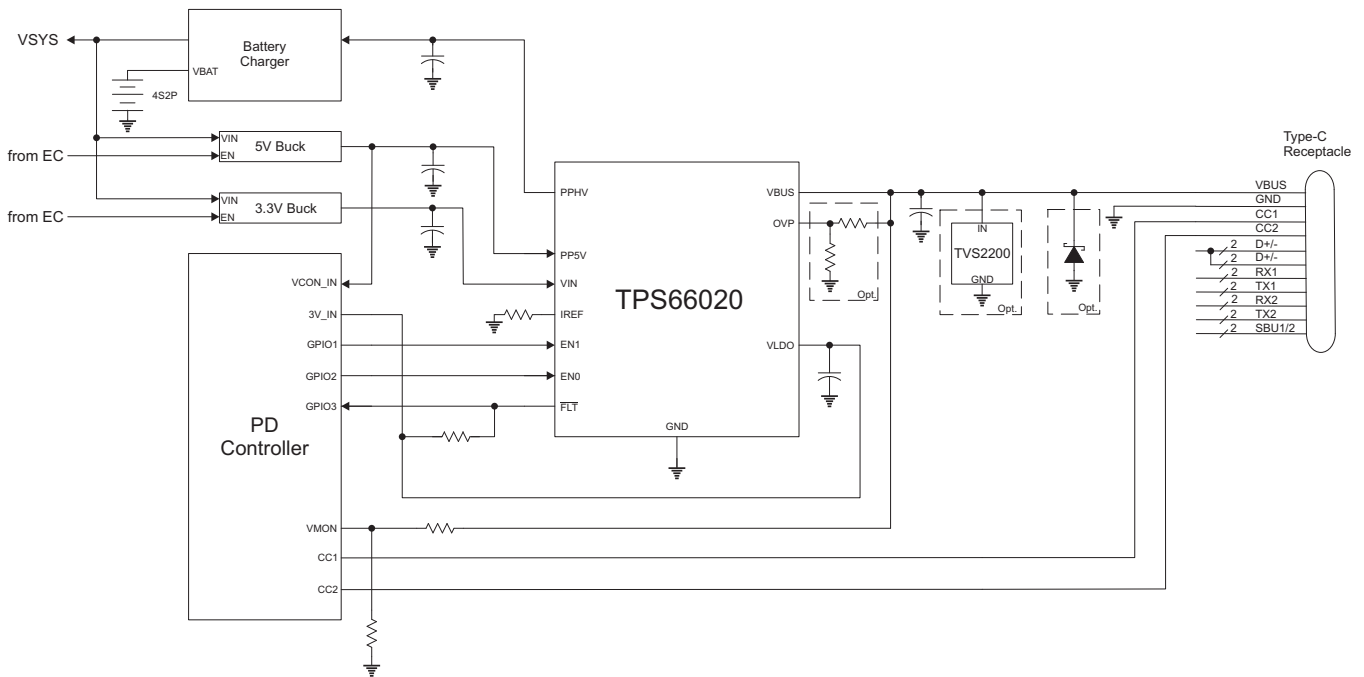 VSYS
Battery
Charger
VBAT
4S2P
from EC
VIN
EN
5V Buck
from EC
VIN
EN
3.3V Buck
PD
Controller
VCON_IN
3V_IN
GPIO1
GPIO2
GPIO3
VMON
CC1
CC2
TPS66020
PPHV
PP5V
VIN
IREF
EN1
EN0
FLT
VBUS
OVP
VLDO
GND
Opt.
IN
TVS2200
GND
Opt.
Opt.
Type-C
Receptacle
VBUS
GND
CC1
CC2
2 D+/-
2 D+/-
2 RX1
2 TX1
2 RX2
2 TX2
2 SBU1/2